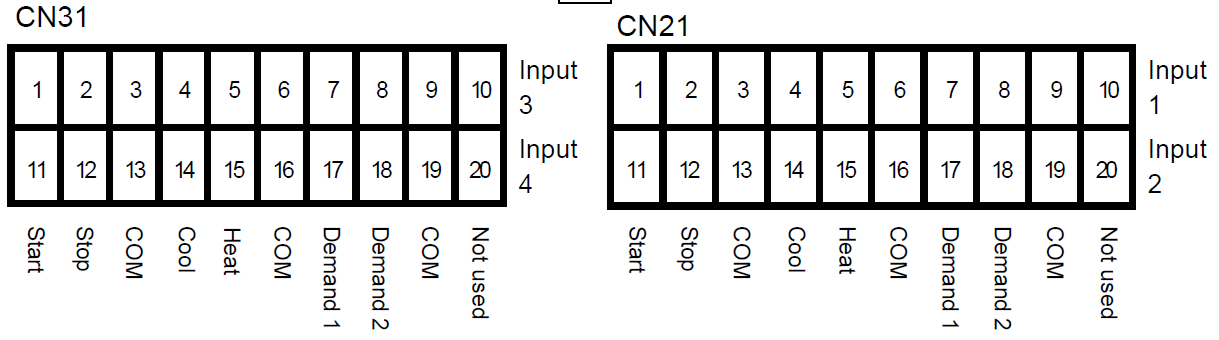 CN31
1 2 3 4 5 6 7 8 9 10 Input 3
11 12 13 14 15 16 17 18 19 20 Input 4
Start Stop COM Cool Heat COM Demand 1 Demand 2 COM Not used
CN21
1 2 3 4 5 6 7 8 9 10 Input 1
11 12 13 14 15 16 17 18 19 20 Input 2
Start Stop COM Cool Heat COM Demand 1 Demand 2 COM Not used